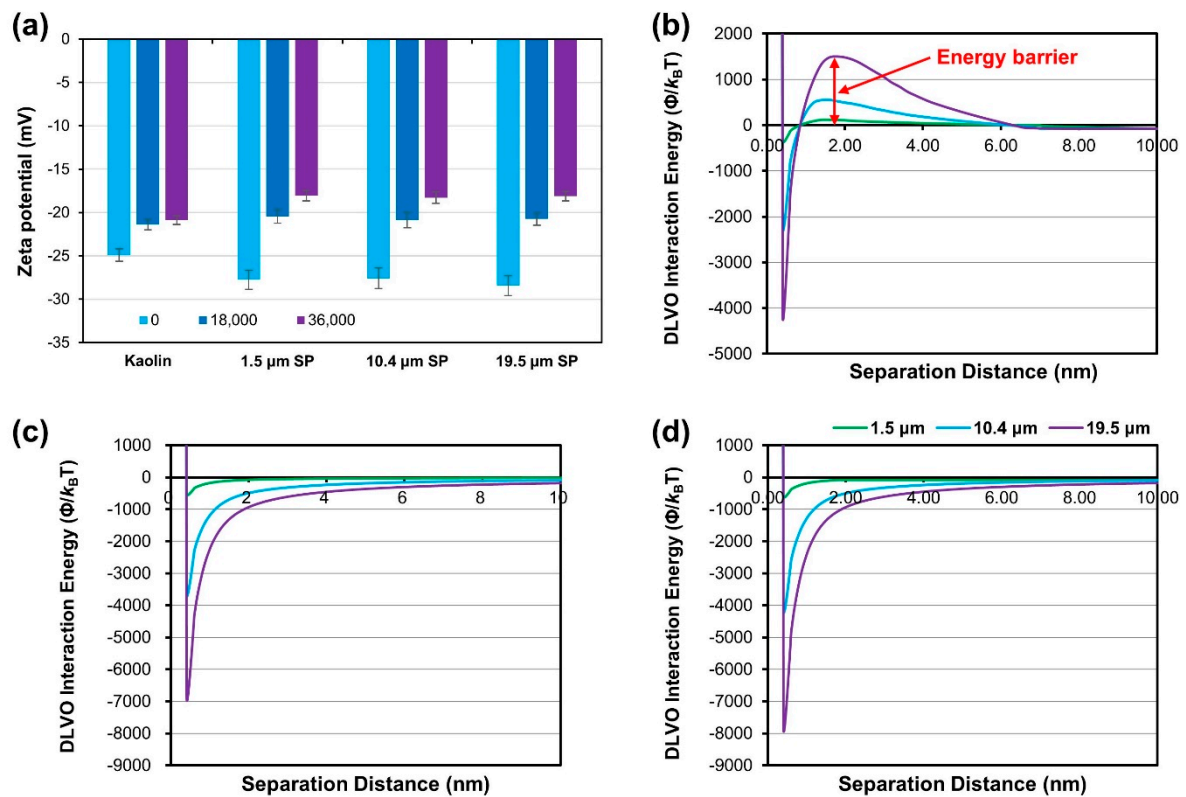 (a)
0
-5
-10
-15
-20
-25
-30
-35
Zeta potential (mV)
0 18,000 36,000
Kaolin 1.5 µm SP 10.4 µm SP 19.5 µm SP
(b)
2000
1000
0
-1000
-2000
-3000
-4000
-5000
DLVO Interaction Energy (Φ/kBT)
Energy barrier
0.00 2.00 4.00 6.00 8.00 10.00
Separation Distance (nm)
(c)
1000
0
-1000
-2000
-3000
-4000
-5000
-6000
-7000
-8000
-9000
DLVO Interaction Energy (Φ/kBT)
0 2 4 6 8 10
Separation Distance (nm)
(d)
1.5 µm 10.4 µm 19.5 µm
1000
0
-1000
-2000
-3000
-4000
-5000
-6000
-7000
-8000
-9000
DLVO Interaction Energy (Φ/kBT)
0.00 2.00 4.00 6.00 8.00 10.00
Separation Distance (nm)